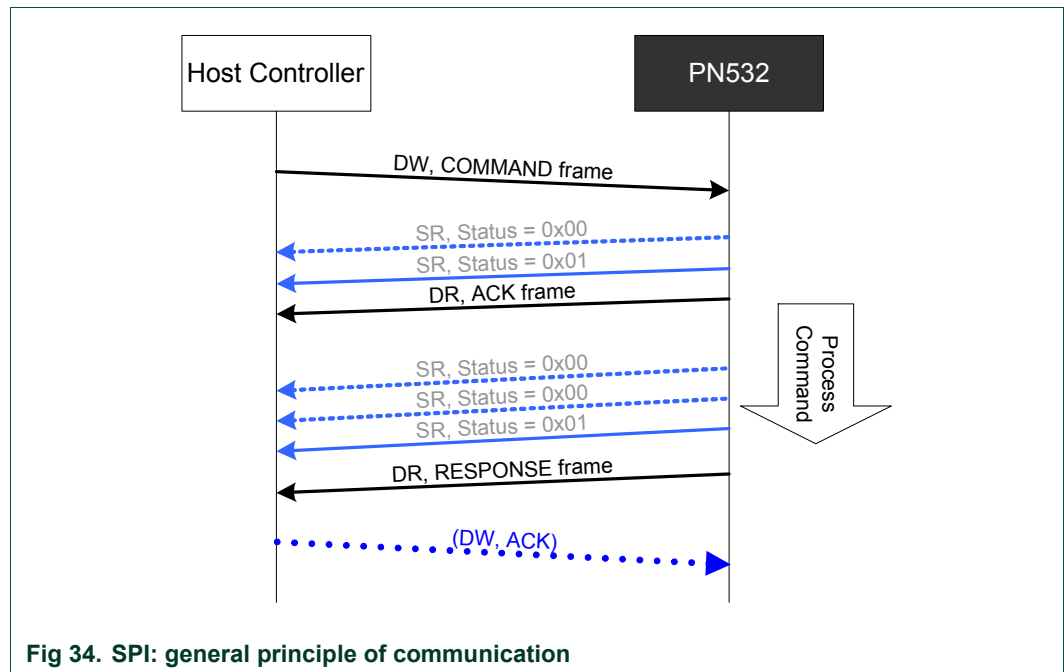 Host Controller
PN532
DW, COMMAND frame
SR, Status = 0x00
SR, Status = 0x01
DR, ACK frame
Process
Command
SR, Status = 0x00
SR, Status = 0x00
SR, Status = 0x01
DR, RESPONSE frame
(DW, ACK)
Fig 34. SPI: general principle of communication